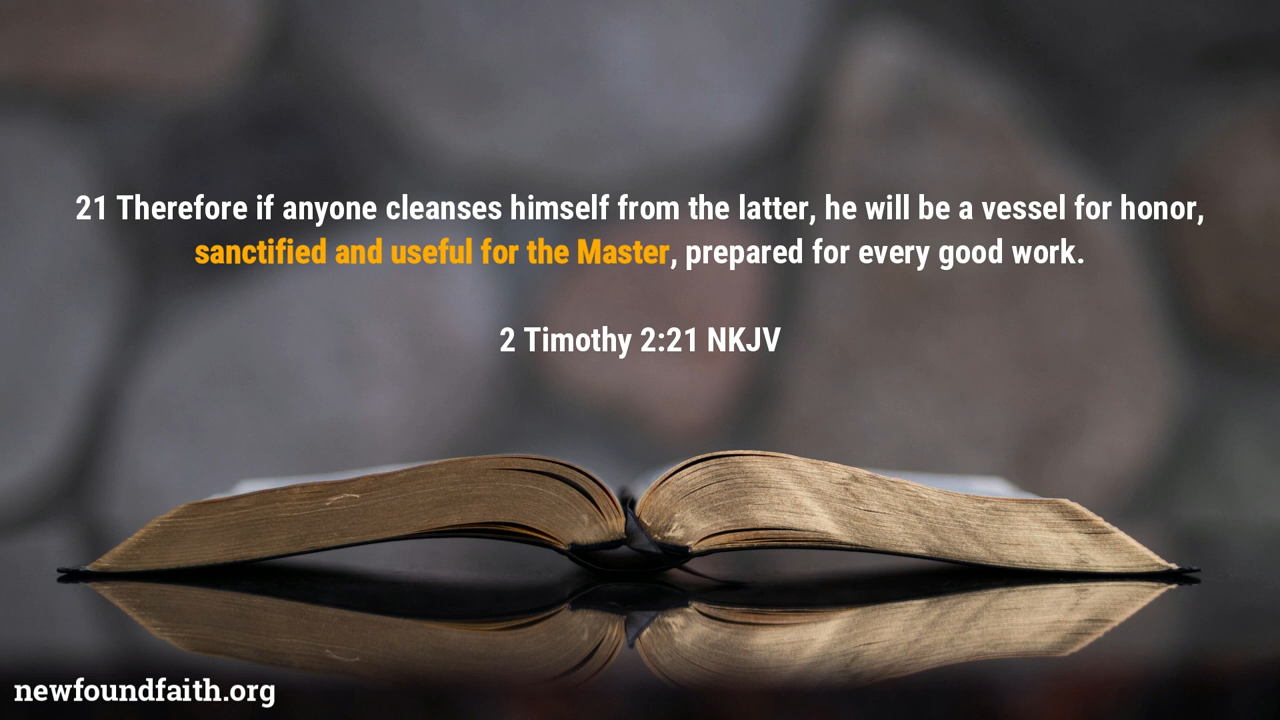 21 Therefore if anyone cleanses himself from the latter, he will be a vessel for honor,
sanctified and useful for the Master, prepared for every good work.
2 Timothy 2:21 NKJV
newfoundfaith.org